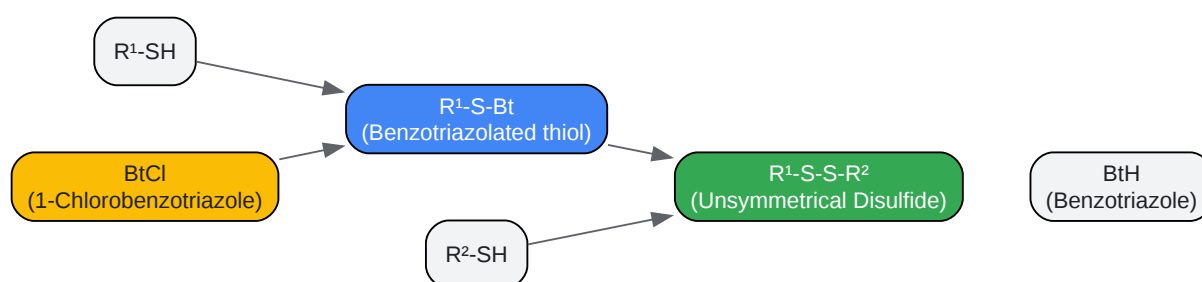 R¹-SH
R¹-S-Bt
(Benzotriazolated thiol)
BtCl
(1-Chlorobenzotriazole)
R¹-S-S-R²
(Unsymmetrical Disulfide)
BtH
(Benzotriazole)
R²-SH